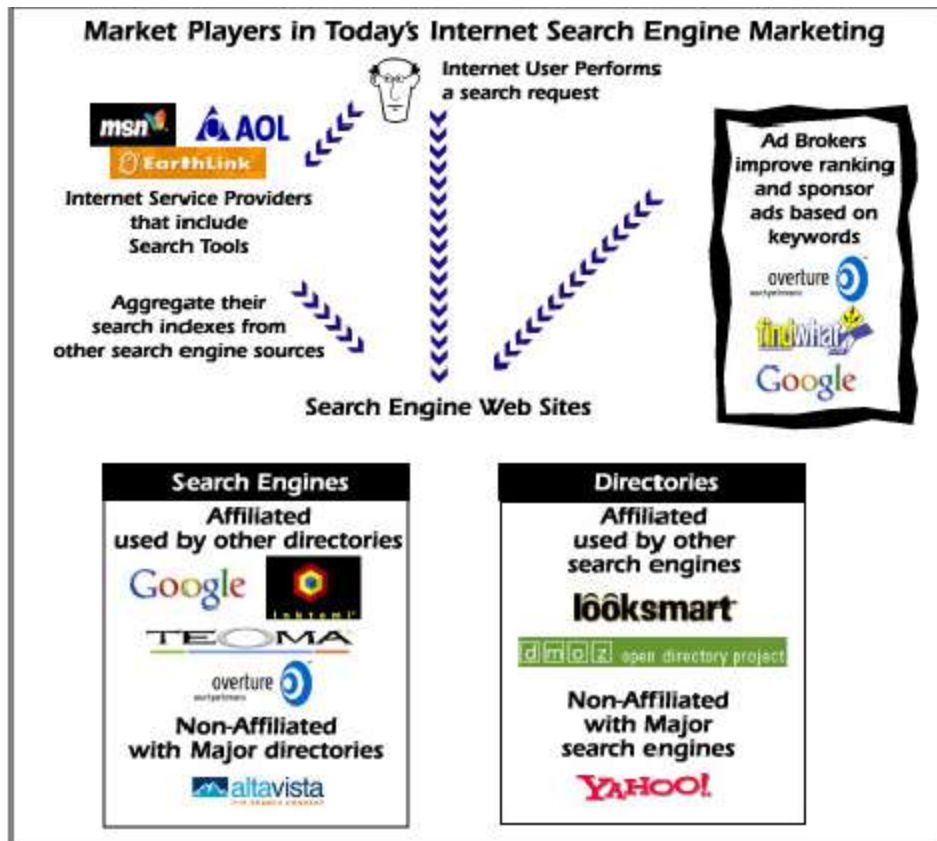 Market Players in Today's Internet Search Engine Marketing
Internet User Performs
a search request
msn
AOL
EarthLink
Internet Service Providers
that include
Search Tools
Aggregate their
search indexes from
other search engine sources
Ad Brokers
improve ranking
and sponsor
ads based on
keywords
overture
findwhat
Google
Search Engine Web Sites
Search Engines
Affiliated
used by other directories
Google
inktomi
TEOMA
overture
Non-Affiliated
with Major directories
altavista
Directories
Affiliated
used by other
search engines
looksmart
dmoz open directory project
Non-Affiliated
with Major
search engines
YAHOO!